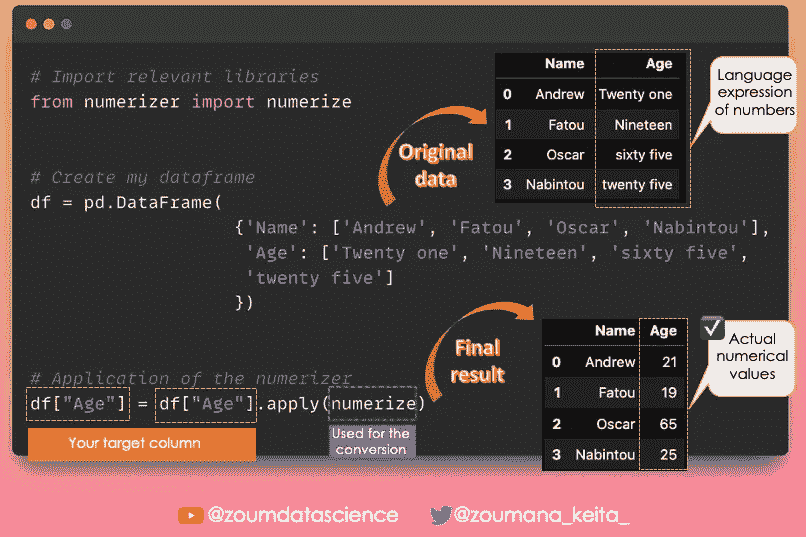 # Import relevant libraries
from numerizer import numerize
# Create my dataframe
df = pd.DataFrame(
{'Name': ['Andrew', 'Fatou', 'Oscar', 'Nabintou'],
'Age': ['Twenty one', 'Nineteen', 'sixty five',
'twenty five']
})
# Application of the numerizer
df["Age"] = df["Age"].apply(numerize)
Your target column
Used for the
conversion
Original
data
Name Age
0 Andrew Twenty one
1 Fatou Nineteen
2 Oscar sixty five
3 Nabintou twenty five
Language
expression
of numbers
Final
result
Name Age
0 Andrew 21
1 Fatou 19
2 Oscar 65
3 Nabintou 25
Actual
numerical
values
@zoumdatascience @zoumana_keita_